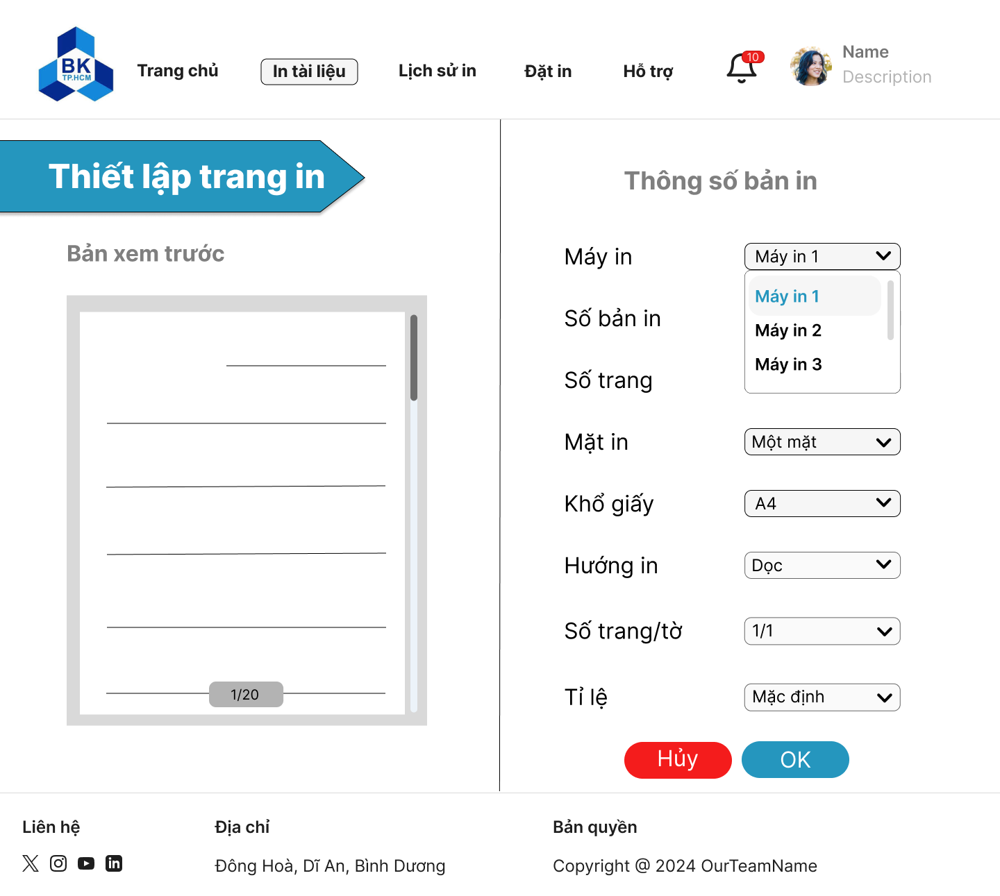 BK
TP.HCM
Trang chủ
In tài liệu
Lịch sử in
Đặt in
Hỗ trợ
10
Name
Description
Thiết lập trang in
Bản xem trước
1/20
Thông số bản in
Máy in
Máy in 1
Máy in 1
Máy in 2
Máy in 3
Số bản in
Số trang
Mặt in
Một mặt
Khổ giấy
A4
Hướng in
Dọc
Số trang/tờ
1/1
Tỉ lệ
Mặc định
Hủy
OK
Liên hệ
Địa chỉ
Đông Hoà, Dĩ An, Bình Dương
Bản quyền
Copyright @ 2024 OurTeamName